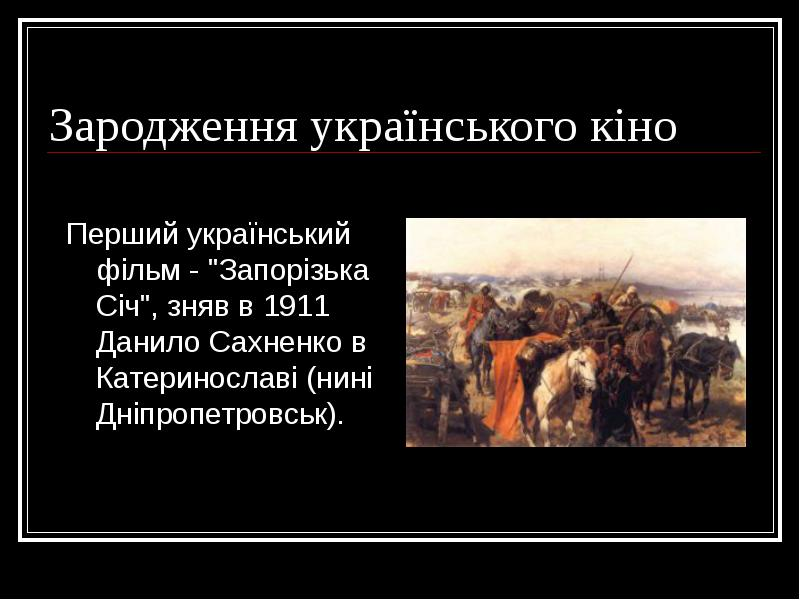 Зародження українського кіно
Перший український
фільм - "Запорізька
Січ", зняв в 1911
Данило Сахненко в
Катеринославі (нині
Дніпропетровськ).